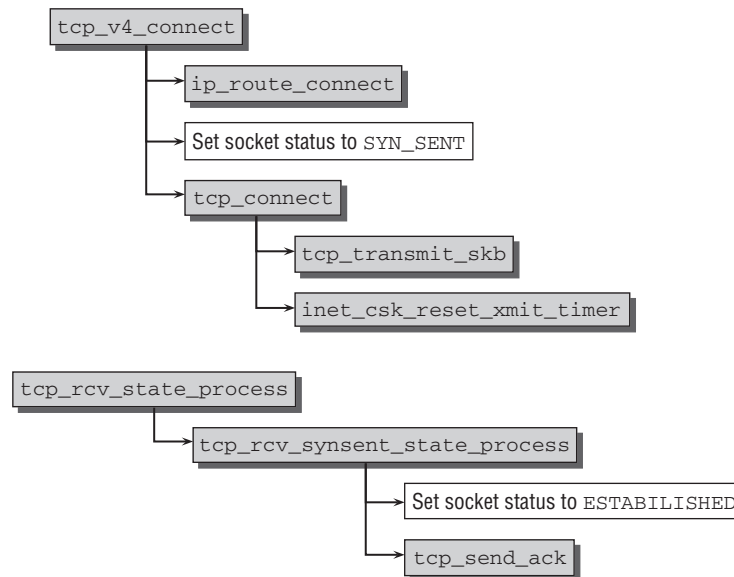 tcp_v4_connect
ip_route_connect
Set socket status to SYN_SENT
tcp_connect
tcp_transmit_skb
inet_csk_reset_xmit_timer
tcp_rcv_state_process
tcp_rcv_synsent_state_process
Set socket status to ESTABILISHED
tcp_send_ack